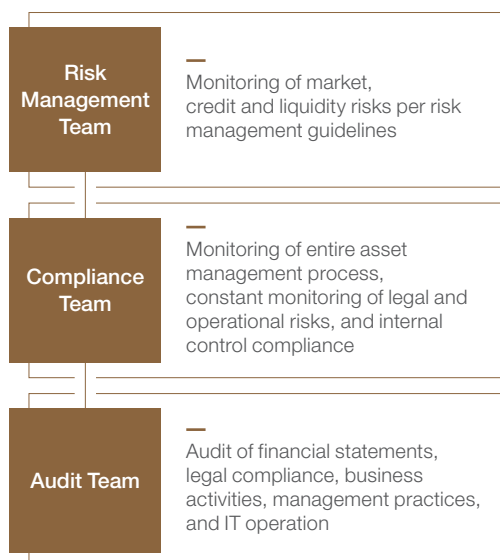 Risk
Management
Team
Monitoring of market,
credit and liquidity risks per risk
management guidelines
Compliance
Team
Monitoring of entire asset
management process,
constant monitoring of legal and
operational risks, and internal
control compliance
Audit Team
Audit of financial statements,
legal compliance, business
activities, management practices,
and IT operation